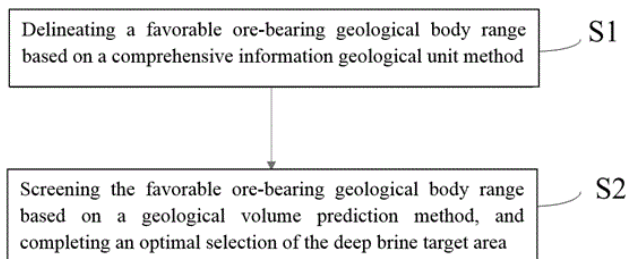 Delineating a favorable ore-bearing geological body range
based on a comprehensive information geological unit method
S1
Screening the favorable ore-bearing geological body range
based on a geological volume prediction method, and
completing an optimal selection of the deep brine target area
S2